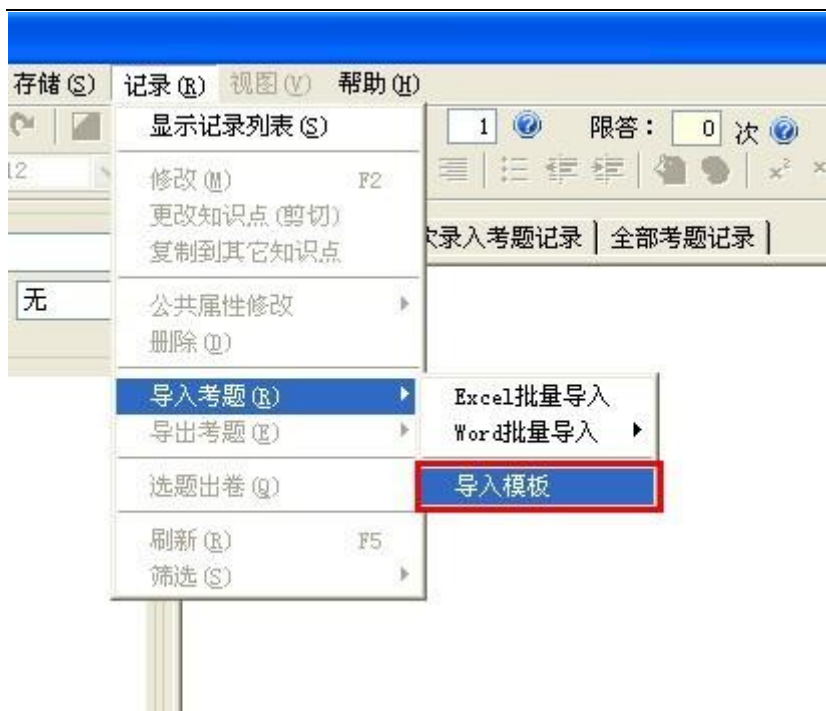 存储(S) 记录(R) 视图(V) 帮助(H)
显示记录列表(S) 1 限答： 0 次
12 修改(M) F2 x²
更改知识点(剪切)
复制到其它知识点 次录入考题记录 全部考题记录
无 公共属性修改
删除(D)
导入考题(R) Excel批量导入
导出考题(E) Word批量导入
选题出卷(Q) 导入模板
刷新(R) F5
筛选(S)